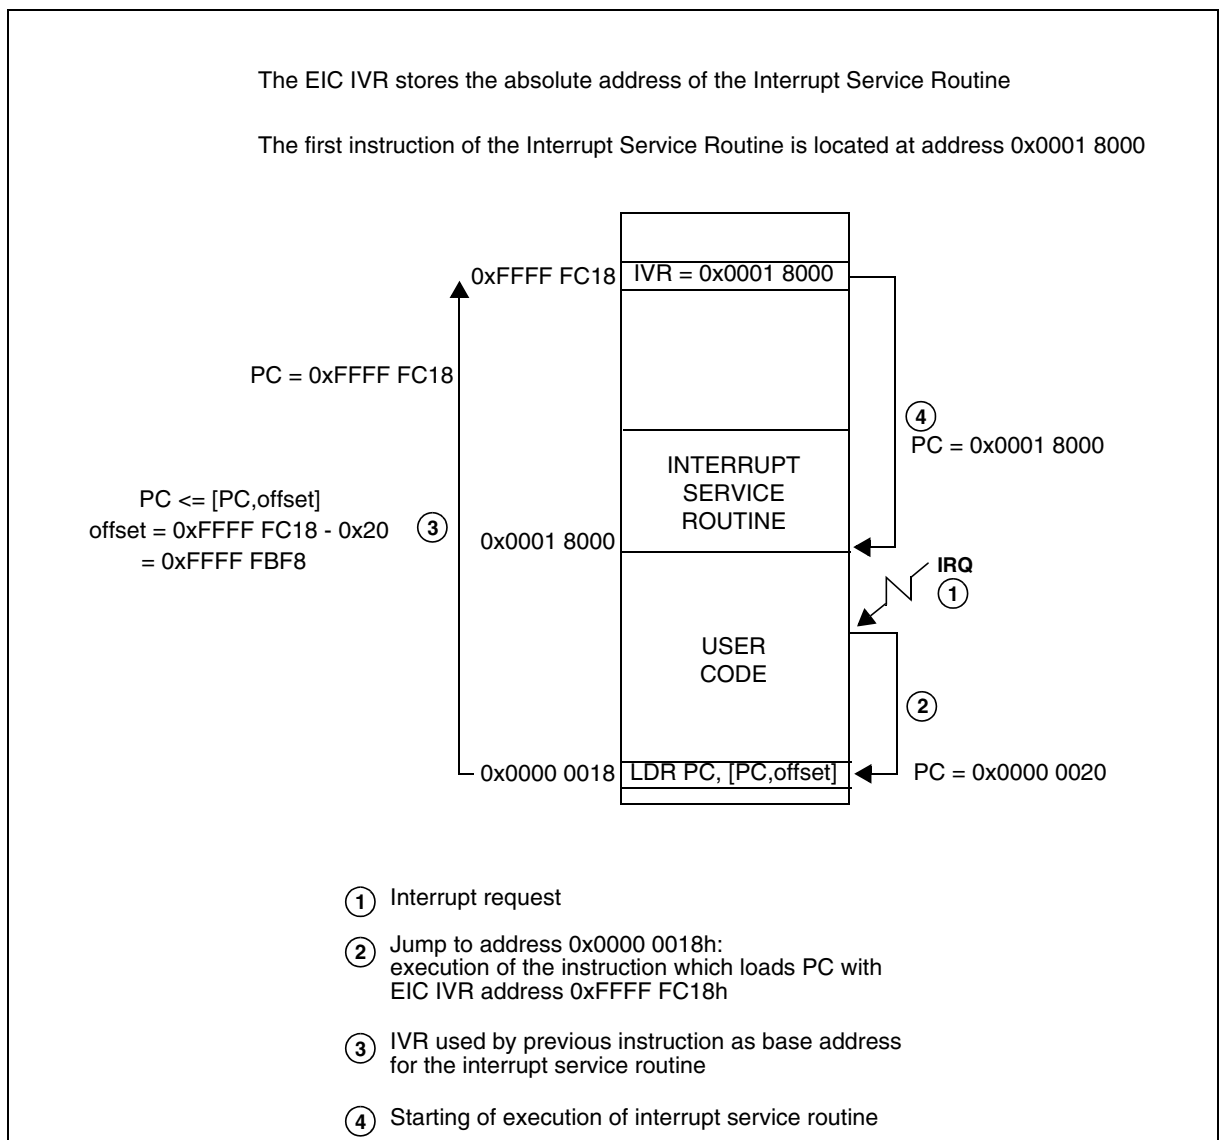 The EIC IVR stores the absolute address of the Interrupt Service Routine
The first instruction of the Interrupt Service Routine is located at address 0x0001 8000
0xFFFF FC18
IVR = 0x0001 8000
PC = 0xFFFF FC18
4
PC = 0x0001 8000
INTERRUPT
SERVICE
ROUTINE
PC <= [PC,offset]
offset = 0xFFFF FC18 - 0x20
= 0xFFFF FBF8
3
0x0001 8000
IRQ
1
USER
CODE
2
0x0000 0018
LDR PC, [PC,offset]
PC = 0x0000 0020
1 Interrupt request
2 Jump to address 0x0000 0018h:
execution of the instruction which loads PC with
EIC IVR address 0xFFFF FC18h
3 IVR used by previous instruction as base address
for the interrupt service routine
4 Starting of execution of interrupt service routine